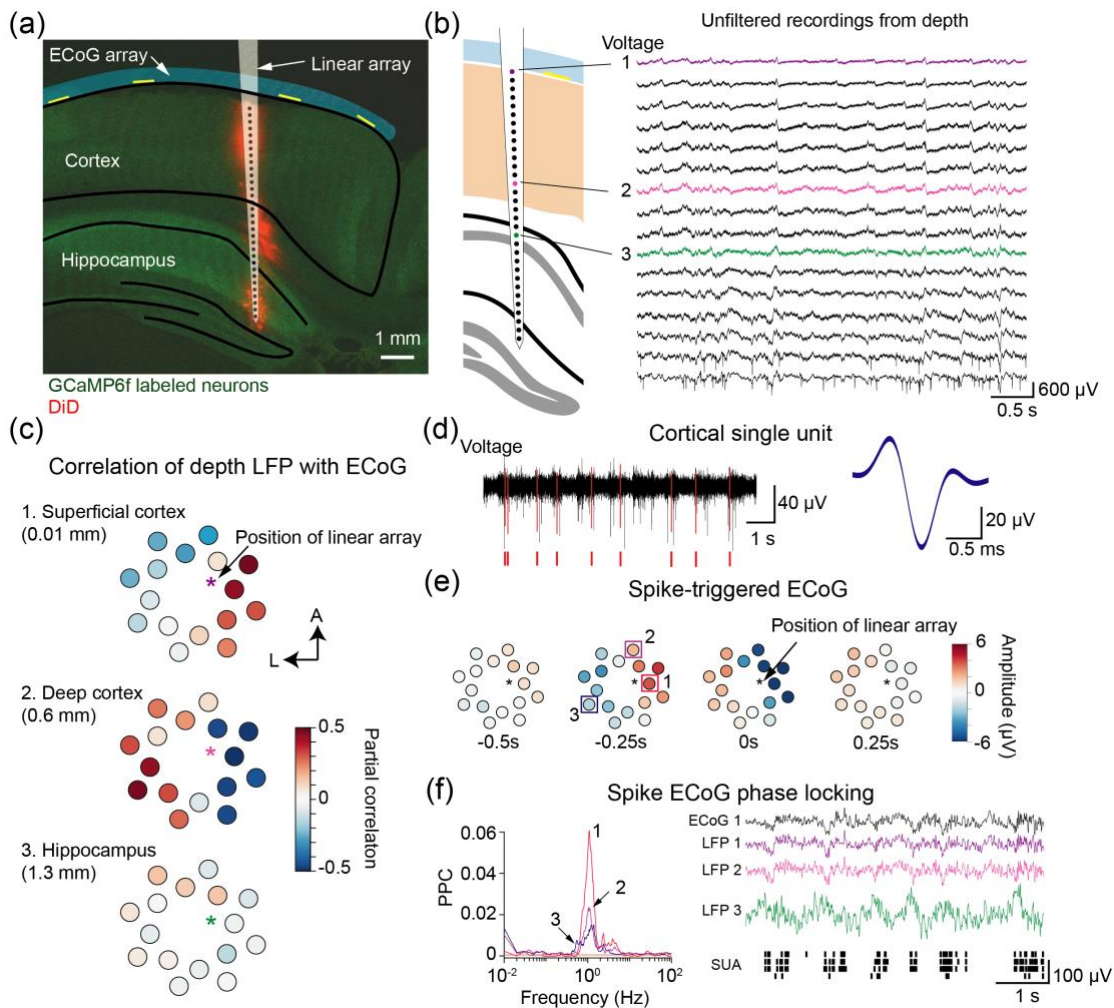 (a)
ECoG array
Linear array
Cortex
Hippocampus
1 mm
GCaMP6f labeled neurons
DiD
(b)
Unfiltered recordings from depth
Voltage
1
2
3
600 µV
0.5 s
(c)
Correlation of depth LFP with ECoG
1. Superficial cortex
(0.01 mm)
Position of linear array
*
A
L
2. Deep cortex
(0.6 mm)
*
0.5
0
-0.5
Partial correlaton
3. Hippocampus
(1.3 mm)
*
(d)
Cortical single unit
Voltage
40 µV
1 s
20 µV
0.5 ms
(e)
Spike-triggered ECoG
Position of linear array
2
1
3
* * * *
-0.5s -0.25s 0s 0.25s
6
0
-6
Amplitude (µV)
(f)
Spike ECoG phase locking
0.06
0.04
0.02
0
PPC
1
2
3
10-2 100 102
Frequency (Hz)
ECoG 1
LFP 1
LFP 2
LFP 3
SUA
100 µV
1 s